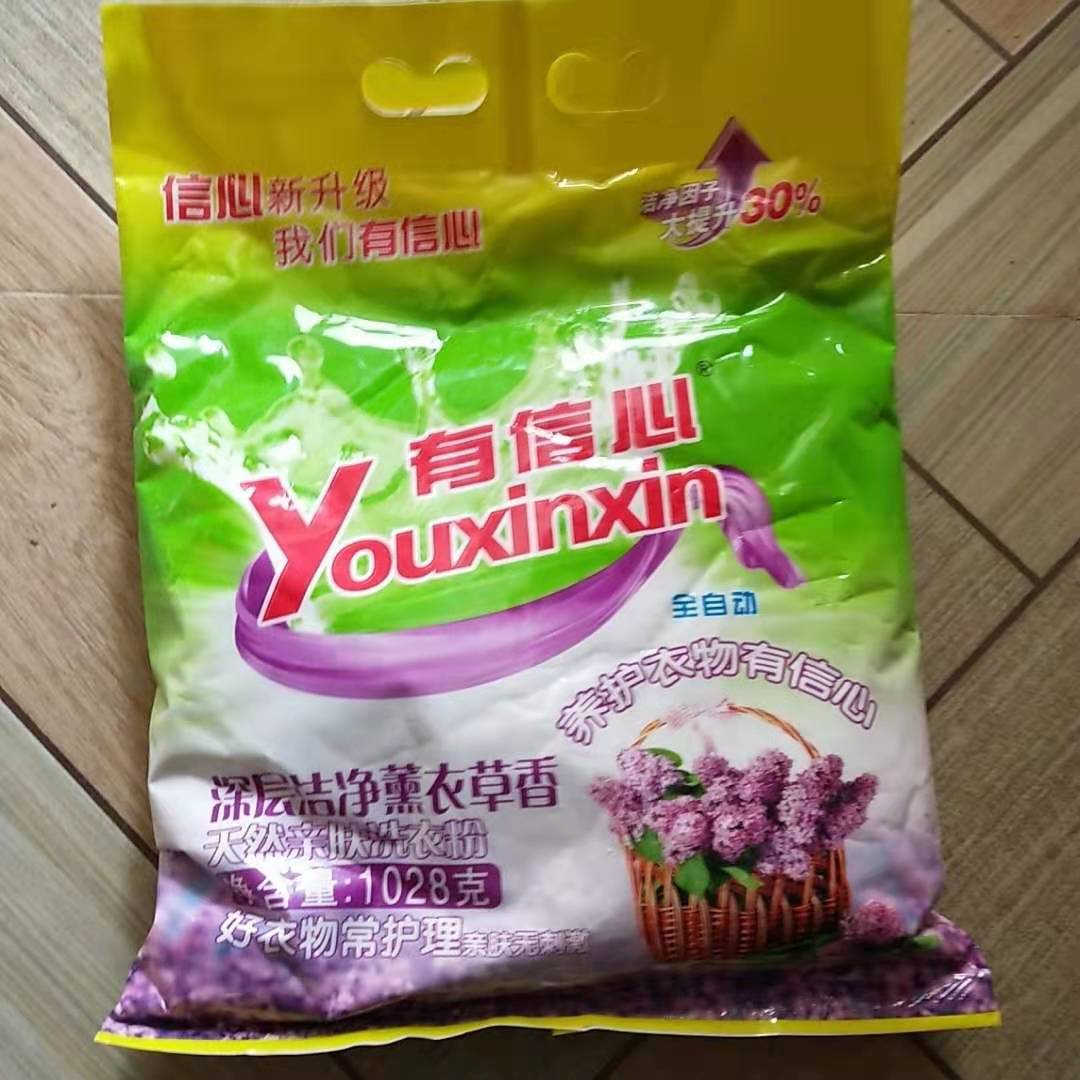 信心新升级
我们有信心
洁净因子
大提升30%
有信心®
Youxinxin
全自动
养护衣物有信心
深层洁净薰衣草香
天然亲肤洗衣粉
净含量:1028克
好衣物常护理亲肤无刺激